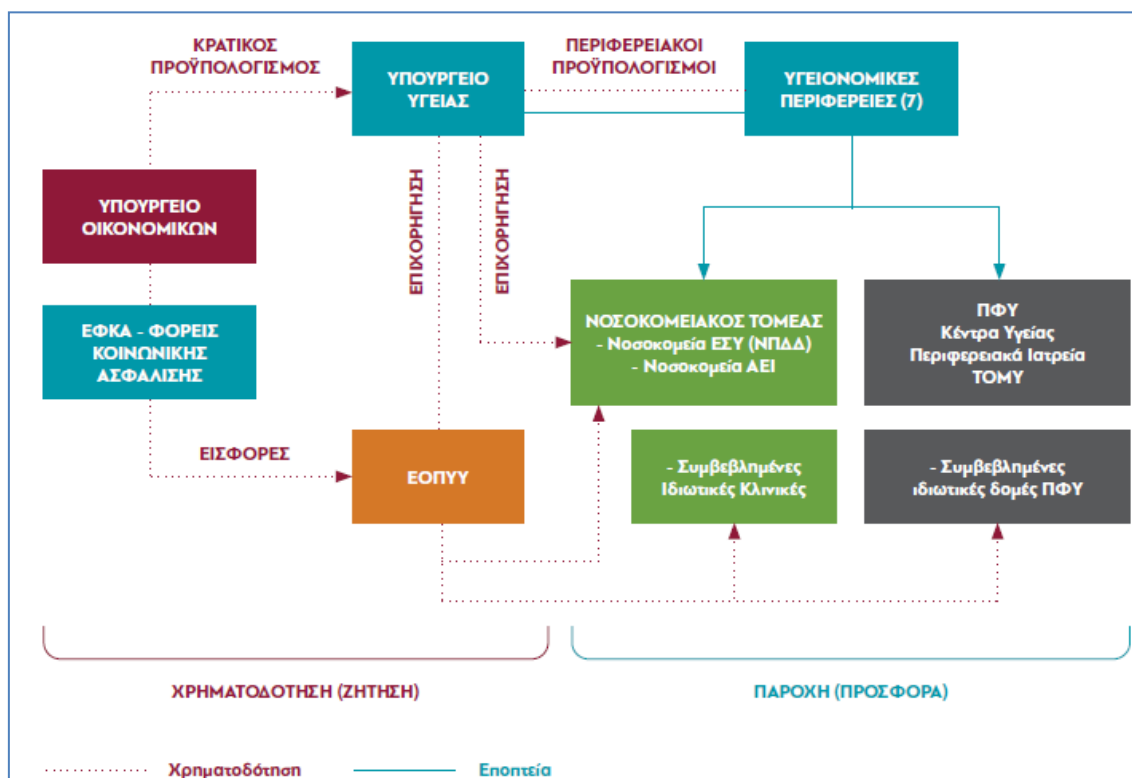 ΚΡΑΤΙΚΟΣ
ΠΡΟΫΠΟΛΟΓΙΣΜΟΣ
ΥΠΟΥΡΓΕΙΟ
ΥΓΕΙΑΣ
ΠΕΡΙΦΕΡΕΙΑΚΟΙ
ΠΡΟΫΠΟΛΟΓΙΣΜΟΙ
ΥΓΕΙΟΝΟΜΙΚΕΣ
ΠΕΡΙΦΕΡΕΙΕΣ (7)
ΥΠΟΥΡΓΕΙΟ
ΟΙΚΟΝΟΜΙΚΩΝ
ΕΠΙΧΟΡΗΓΗΣΗ
ΕΠΙΧΟΡΗΓΗΣΗ
ΕΦΚΑ - ΦΟΡΕΙΣ
ΚΟΙΝΩΝΙΚΗΣ
ΑΣΦΑΛΙΣΗΣ
ΝΟΣΟΚΟΜΕΙΑΚΟΣ ΤΟΜΕΑΣ
- Νοσοκομεία ΕΣΥ (ΝΠΔΔ)
- Νοσοκομεία ΑΕΙ
ΠΦΥ
Κέντρα Υγείας
Περιφερειακά Ιατρεία
ΤΟΜΥ
ΕΙΣΦΟΡΕΣ
ΕΟΠΥΥ
- Συμβεβλημένες
Ιδιωτικές Κλινικές
- Συμβεβλημένες
ιδιωτικές δομές ΠΦΥ
ΧΡΗΜΑΤΟΔΟΤΗΣΗ (ΖΗΤΗΣΗ)
ΠΑΡΟΧΗ (ΠΡΟΣΦΟΡΑ)
Χρηματοδότηση
Εποπτεία